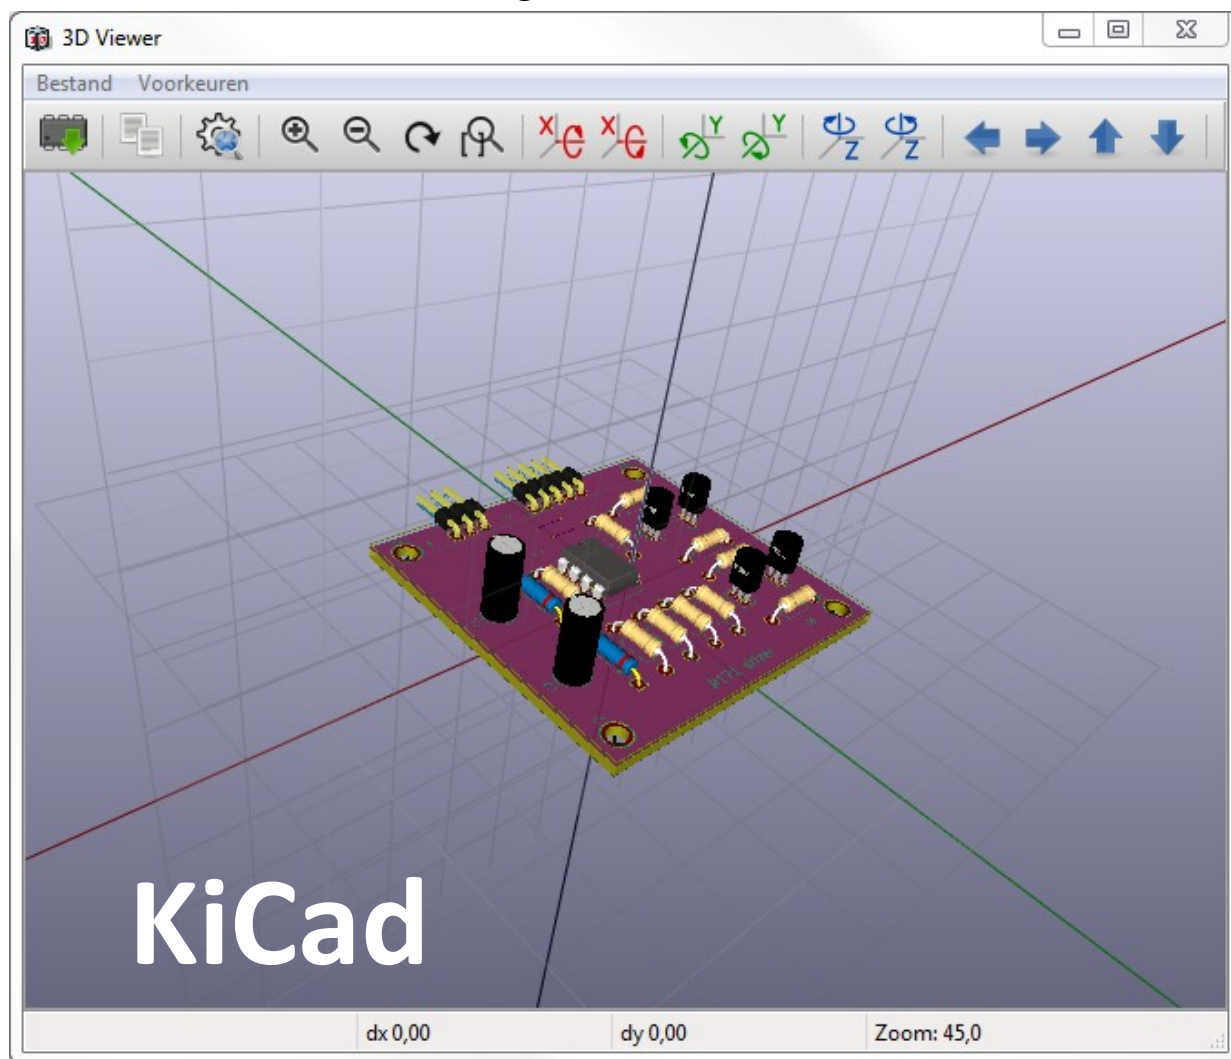 3D Viewer
Bestand Voorkeuren
X X Y Y Z Z
KiCad
dx 0,00 dy 0,00 Zoom: 45,0